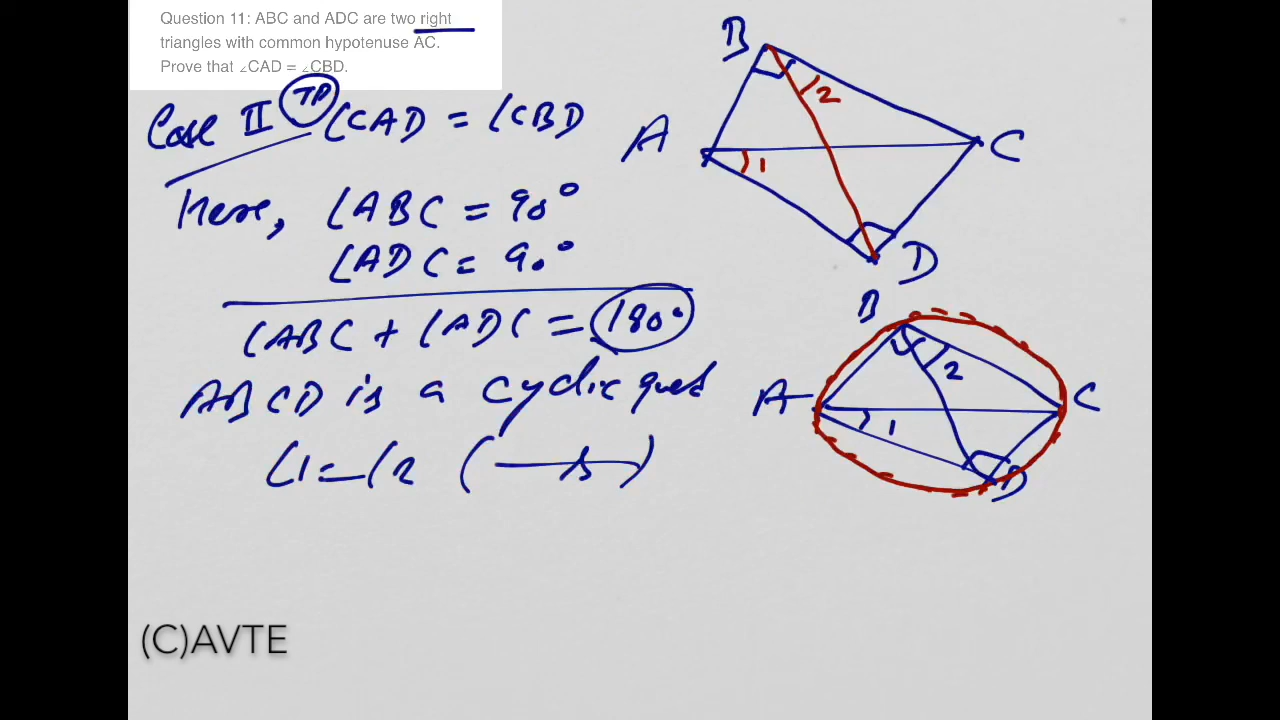 Question 11: ABC and ADC are two right
triangles with common hypotenuse AC.
Prove that ∠CAD = ∠CBD.
Case II TP ∠CAD = ∠CBD
Here, ∠ABC = 90°
∠ADC = 90°
∠ABC + ∠ADC = 180°
ABCD is a cyclic quad
∠1 = ∠2 ( s )
B
2
A
1
C
D
B
2
A
1
C
D
(C)AVTE